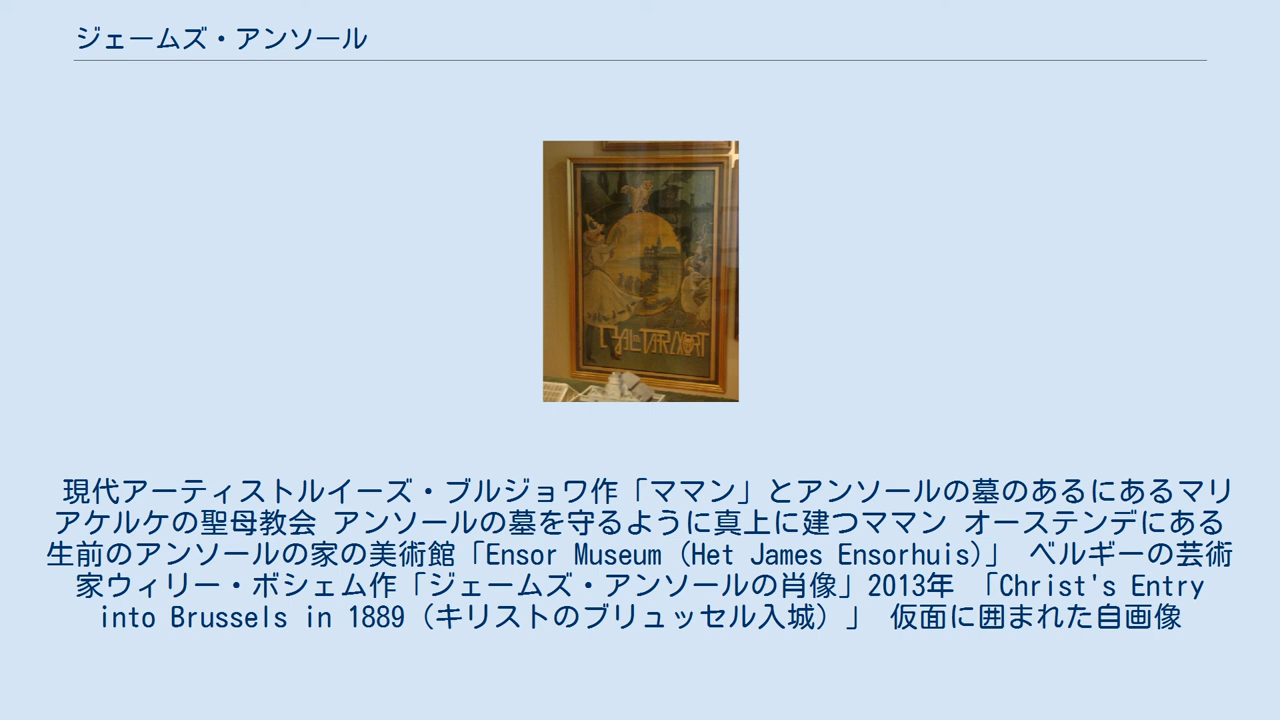 ジェームズ・アンソール
現代アーティストルイーズ・ブルジョワ作「ママン」とアンソールの墓のあるにあるマリ
アケルケの聖母教会 アンソールの墓を守るように真上に建つママン オーステンデにある
生前のアンソールの家の美術館「Ensor Museum (Het James Ensorhuis)」 ベルギーの芸術
家ウィリー・ボシェム作「ジェームズ・アンソールの肖像」2013年 「Christ's Entry
into Brussels in 1889（キリストのブリュッセル入城）」 仮面に囲まれた自画像